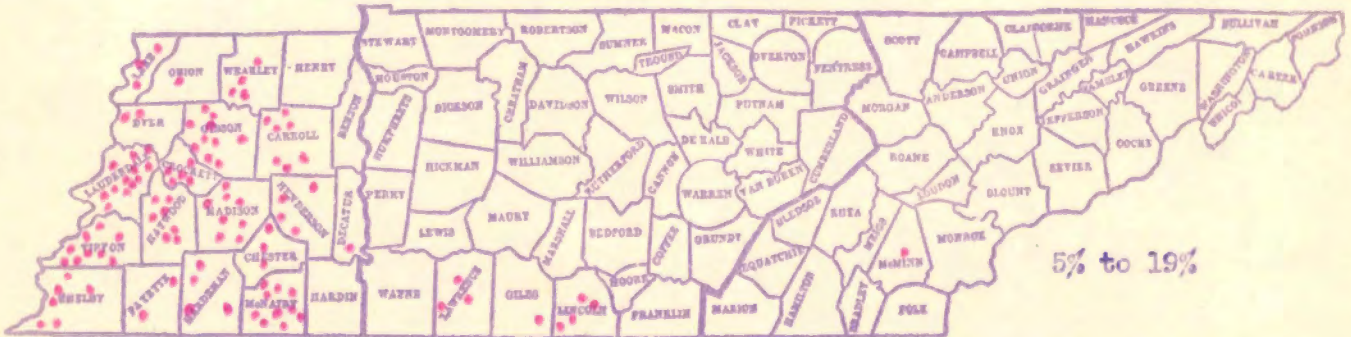 STEWART
MONTGOMERY
ROBERTSON
SUMNER
MACON
CLAY
PICKETT
SCOTT
CAMPBELL
CLAIBORNE
HANCOCK
HAWKINS
SULLIVAN
JOHNSON
LAKE
OBION
WEAKLEY
HENRY
HOUSTON
CHEATHAM
TROUSDALE
JACKSON
OVERTON
FENTRESS
UNION
GRAINGER
HAMBLEN
GREENE
WASHINGTON
CARTER
UNICOI
DYER
GIBSON
CARROLL
BENTON
HUMPHREYS
DICKSON
DAVIDSON
WILSON
SMITH
PUTNAM
MORGAN
ANDERSON
KNOX
JEFFERSON
COCKE
LAUDERDALE
CROCKETT
HAYWOOD
MADISON
HENDERSON
DECATUR
PERRY
HICKMAN
WILLIAMSON
RUTHERFORD
CANNON
DE KALB
WHITE
WARREN
VAN BUREN
CUMBERLAND
ROANE
LOUDON
BLOUNT
SEVIER
TIPTON
CHESTER
LEWIS
MAURY
MARSHALL
BEDFORD
COFFEE
GRUNDY
SEQUATCHIE
BLEDSOE
RHEA
MEIGS
McMINN
MONROE
5% to 19%
SHELBY
FAYETTE
HARDEMAN
McNAIRY
HARDIN
WAYNE
LAWRENCE
GILES
LINCOLN
MOORE
FRANKLIN
MARION
HAMILTON
BRADLEY
POLK